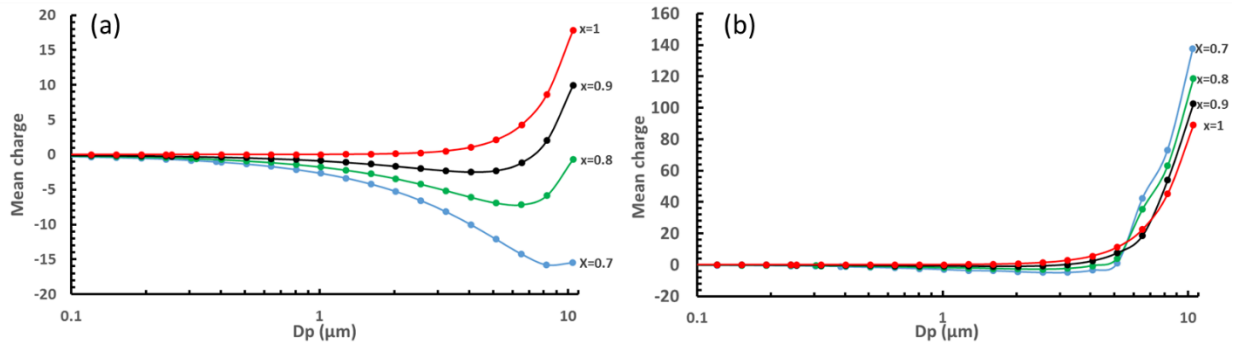 (a)
20
15
10
5
0
-5
-10
-15
-20
Mean charge
x=1
x=0.9
x=0.8
X=0.7
0.1
1
10
Dp (µm)
(b)
160
140
120
100
80
60
40
20
0
-20
Mean charge
X=0.7
x=0.8
x=0.9
x=1
0.1
1
10
Dp (µm)